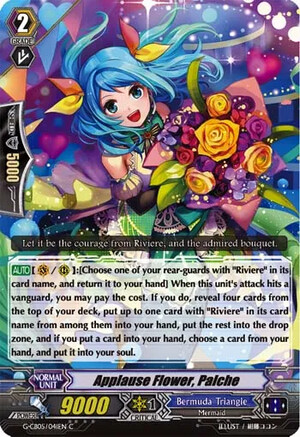 2
GRADE
SHIELD
5000
Let it be the courage from Riviere, and the admired bouquet.
AUTO [ / ]:[Choose one of your rear-guards with "Riviere" in its
card name, and return it to your hand] When this unit's attack hits a
vanguard, you may pay the cost. If you do, reveal four cards from
the top of your deck, put up to one card with "Riviere" in its card
name from among them into your hand, put the rest into the drop
zone, and if you put a card into your hand, choose a card from your
hand, and put it into your soul.
NORMAL
UNIT
Applause Flower, Palche
POWER 9000 1 CRITICAL
Bermuda Triangle
Mermaid
G-CB05/041EN C
ILLUST /